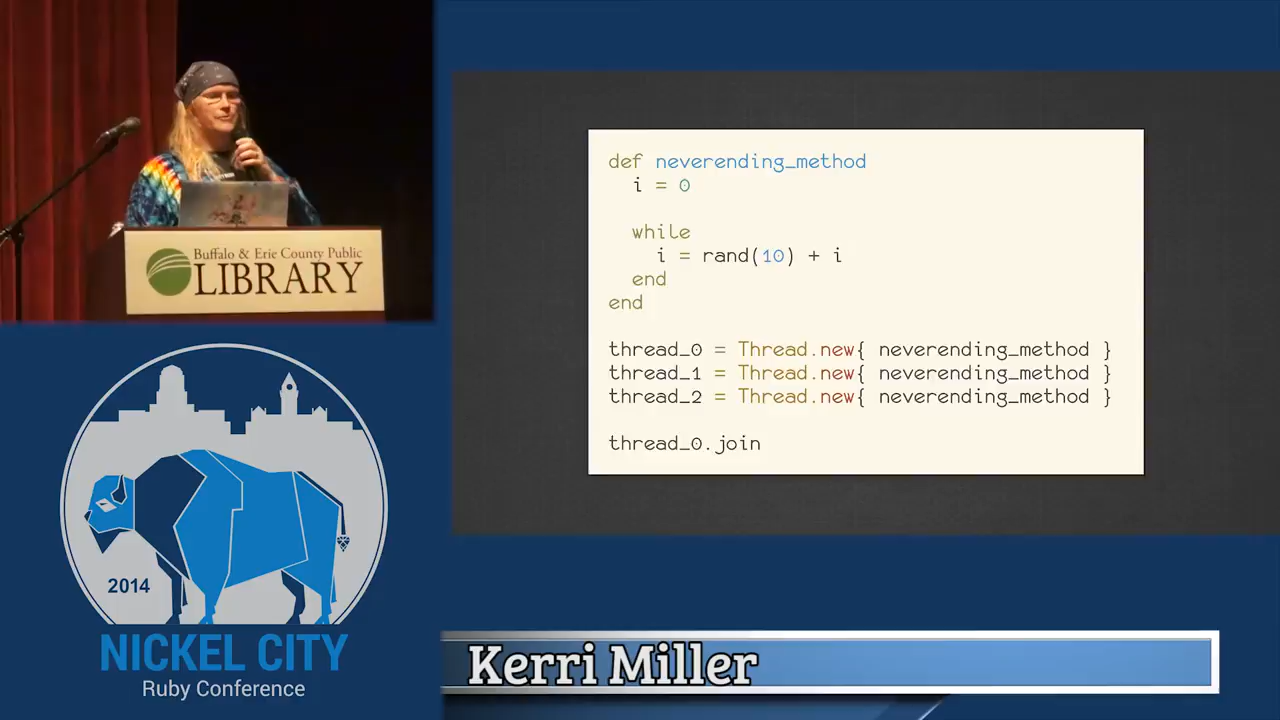 Buffalo & Erie County Public
LIBRARY
def neverending_method
i = 0
while
i = rand(10) + i
end
end
thread_0 = Thread.new{ neverending_method }
thread_1 = Thread.new{ neverending_method }
thread_2 = Thread.new{ neverending_method }
thread_0.join
2014
NICKEL CITY
Ruby Conference
Kerri Miller